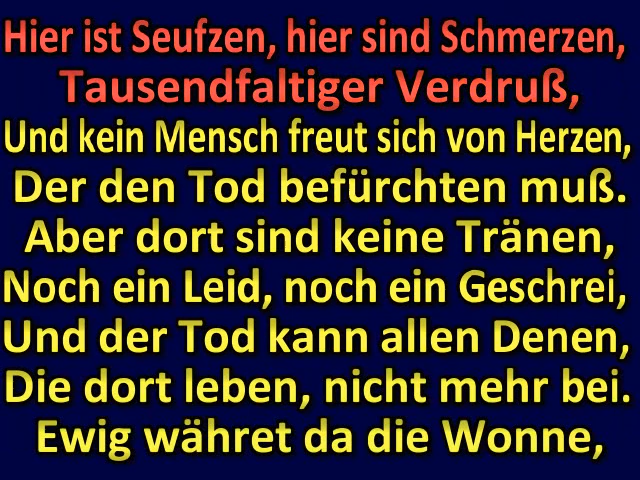 Hier ist Seufzen, hier sind Schmerzen,
Tausendfaltiger Verdruß,
Und kein Mensch freut sich von Herzen,
Der den Tod befürchten muß.
Aber dort sind keine Tränen,
Noch ein Leid, noch ein Geschrei,
Und der Tod kann allen Denen,
Die dort leben, nicht mehr bei.
Ewig währet da die Wonne,